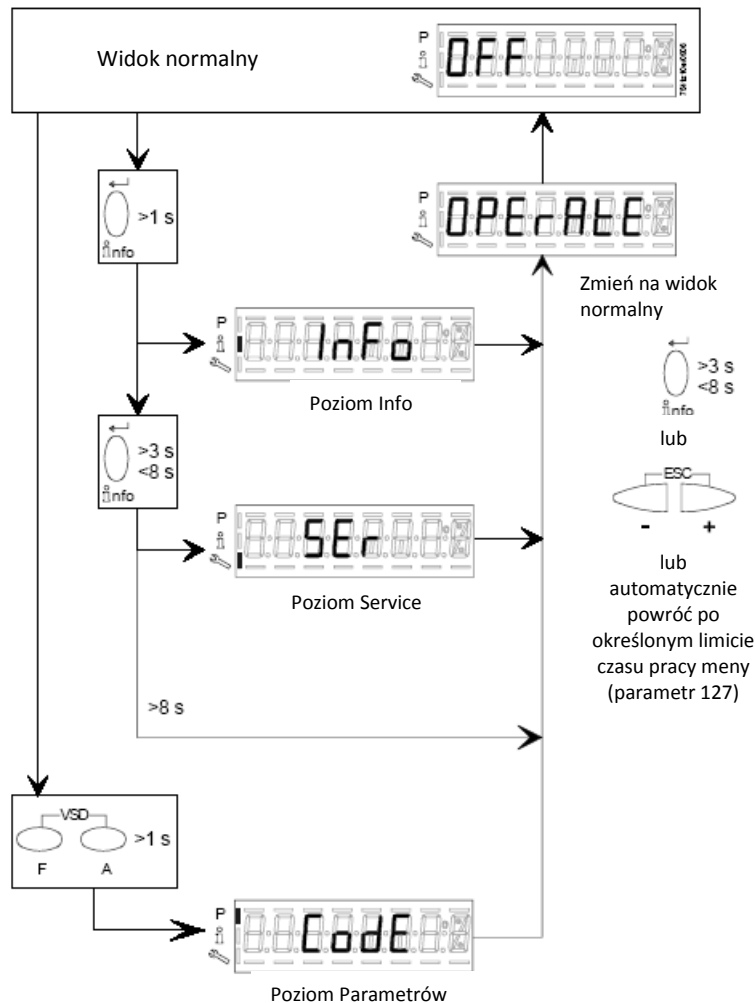 Widok normalny
P
OFF
>1 s
info
P
OPErAtE
Zmień na widok
normalny
P
InFo
Poziom Info
>3 s
<8 s
info
lub
>3 s
<8 s
info
P
SEr
Poziom Service
ESC
- +
lub
automatycznie
powróć po
określonym limicie
czasu pracy meny
(parametr 127)
>8 s
VSD
>1 s
F A
P
CodE
Poziom Parametrów